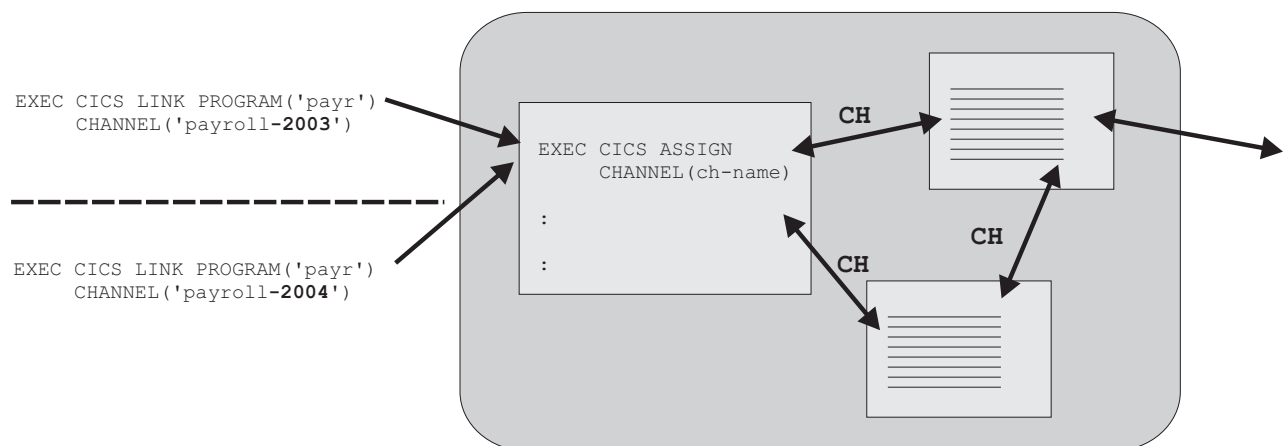 EXEC CICS LINK PROGRAM('payr')
CHANNEL('payroll-2003')
EXEC CICS LINK PROGRAM('payr')
CHANNEL('payroll-2004')
EXEC CICS ASSIGN
CHANNEL(ch-name)
:
:
CH
CH
CH